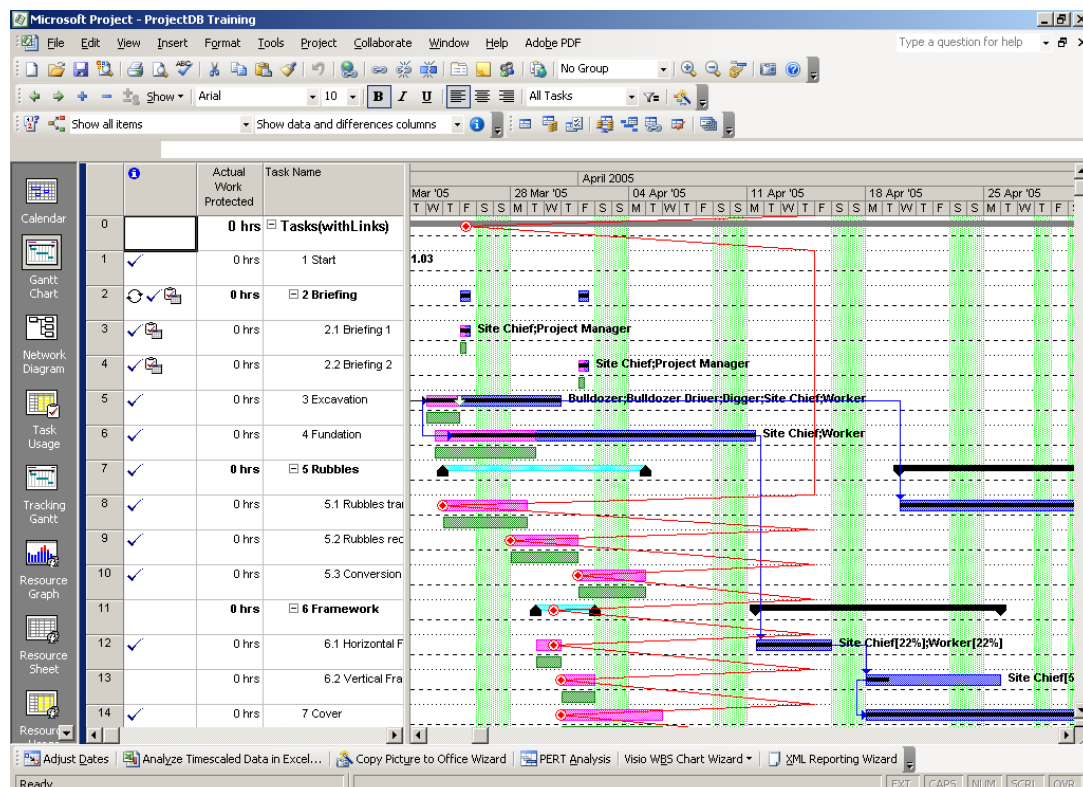 Microsoft Project - ProjectDB Training
File Edit View Insert Format Tools Project Collaborate Window Help Adobe PDF Type a question for help
No Group
Show Arial 10 B I U All Tasks
Show all items Show data and differences columns
Actual Work Protected Task Name
April 2005
Mar '05 28 Mar '05 04 Apr '05 11 Apr '05 18 Apr '05 25 Apr '05
T W T F S S M T W T F S S M T W T F S S M T W T F S S M T W T F S S M T W T F
Calendar
Gantt Chart
Network Diagram
Task Usage
Tracking Gantt
Resource Graph
Resource Sheet
0 0 hrs Tasks(withLinks)
1 0 hrs 1 Start 1.03
2 0 hrs 2 Briefing
3 0 hrs 2.1 Briefing 1 Site Chief;Project Manager
4 0 hrs 2.2 Briefing 2 Site Chief;Project Manager
5 0 hrs 3 Excavation Bulldozer;Bulldozer Driver;Digger;Site Chief;Worker
6 0 hrs 4 Fundation Site Chief;Worker
7 0 hrs 5 Rubbles
8 0 hrs 5.1 Rubbles tra
9 0 hrs 5.2 Rubbles rec
10 0 hrs 5.3 Conversion
11 0 hrs 6 Framework
12 0 hrs 6.1 Horizontal F Site Chief[22%];Worker[22%]
13 0 hrs 6.2 Vertical Fra Site Chief[5
14 0 hrs 7 Cover
Adjust Dates Analyze Timescaled Data in Excel... Copy Picture to Office Wizard PERT Analysis Visio WBS Chart Wizard XML Reporting Wizard
Ready EXT CAPS NUM SCRL OVR